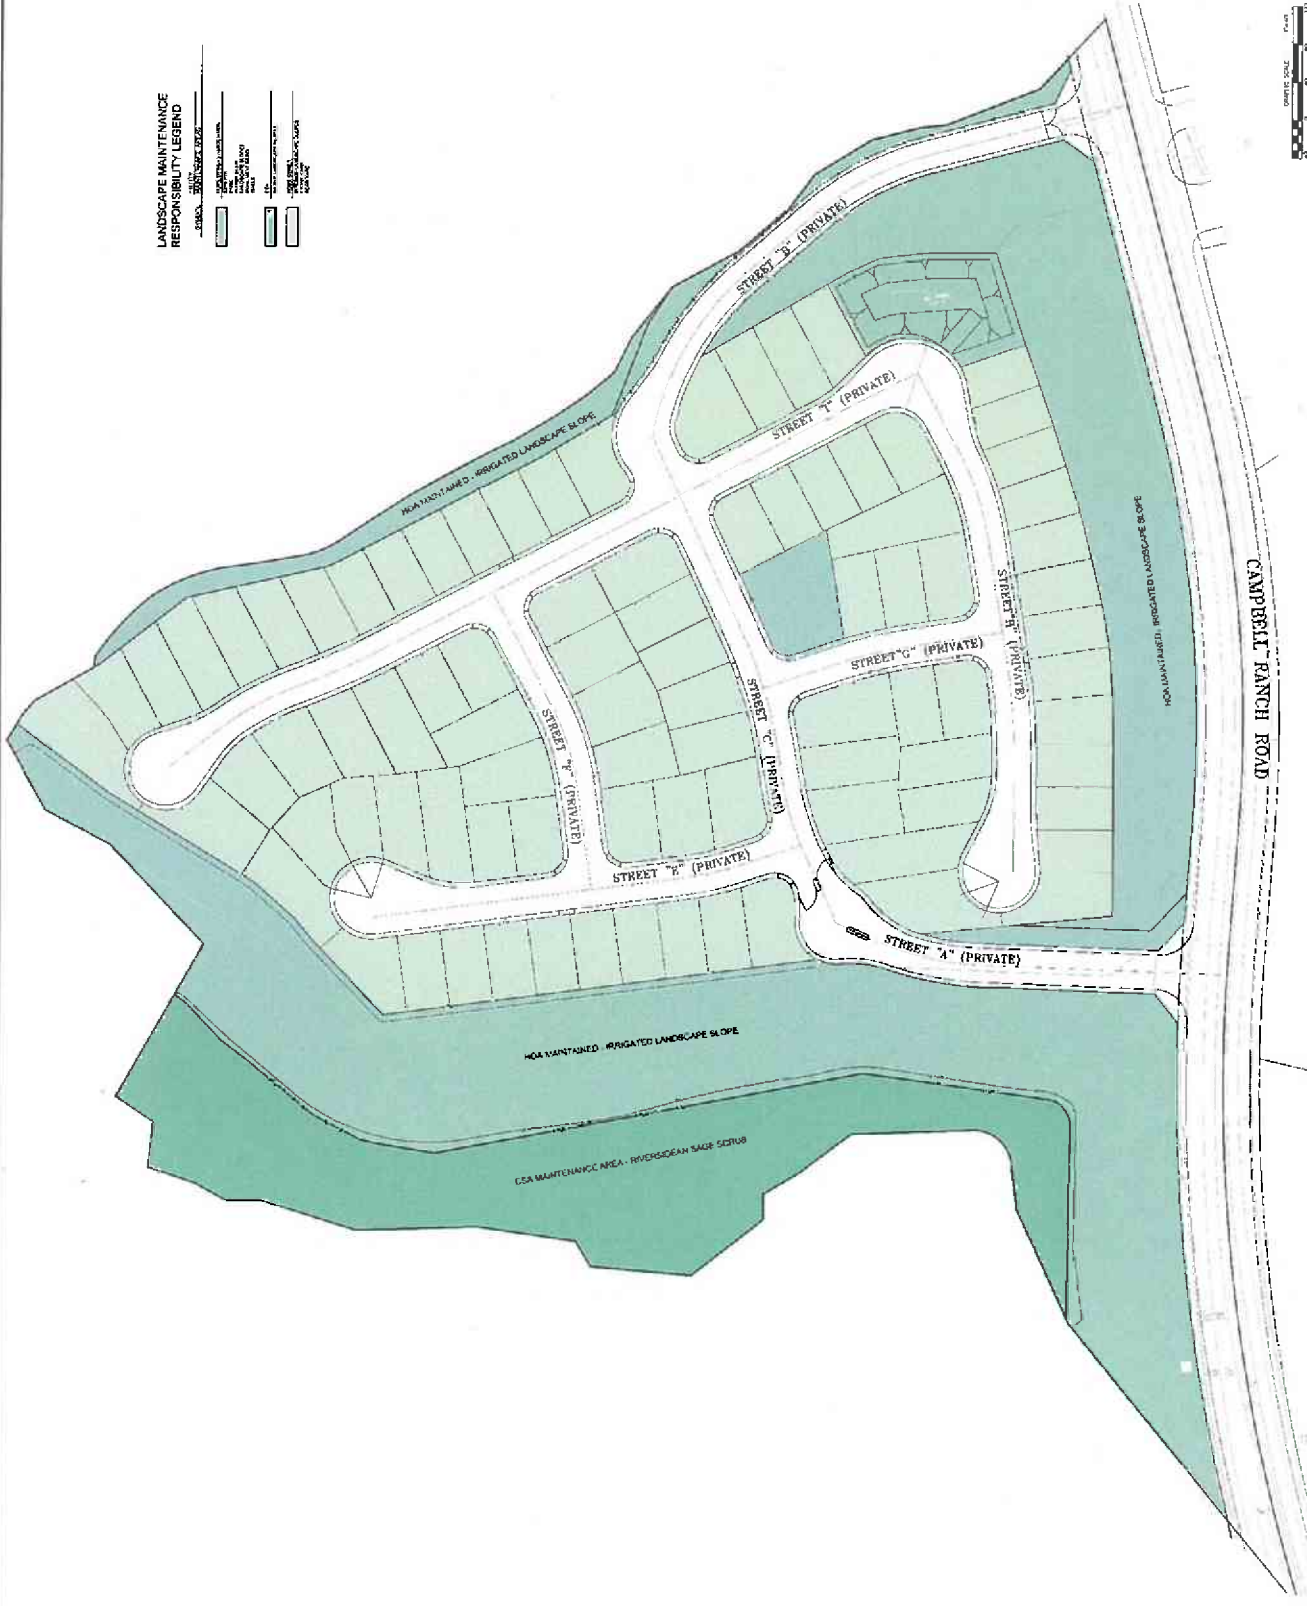 LANDSCAPE MAINTENANCE
RESPONSIBILITY LEGEND
GRAPHIC SCALE
STREET "B" (PRIVATE)
STREET "I" (PRIVATE)
HOA MAINTAINED - IRRIGATED LANDSCAPE SLOPE
HOA MAINTAINED - IRRIGATED LANDSCAPE SLOPE
CAMPBELL RANCH ROAD
STREET "H" (PRIVATE)
STREET "G" (PRIVATE)
STREET "C" (PRIVATE)
STREET "F" (PRIVATE)
STREET "E" (PRIVATE)
STREET "A" (PRIVATE)
HOA MAINTAINED - IRRIGATED LANDSCAPE SLOPE
CSA MAINTENANCE AREA - RIVERSIDEAN SAGE SCRUB